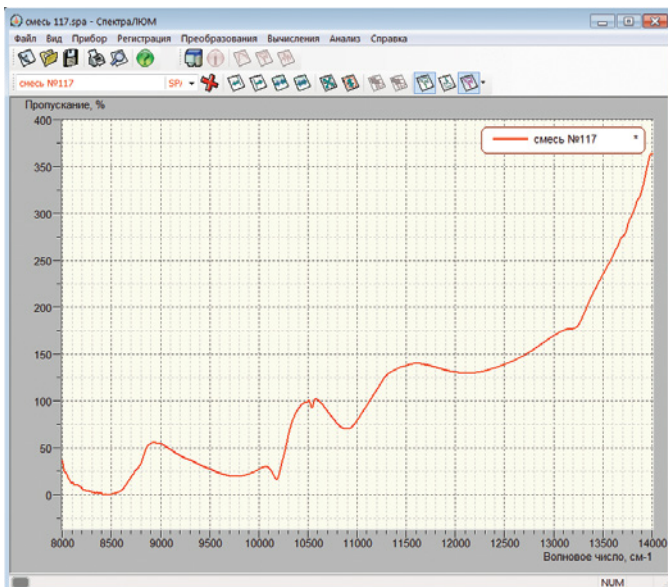 смесь 117.spa - СпектраЛЮМ
Файл Вид Прибор Регистрация Преобразования Вычисления Анализ Справка
смесь №117 SP/
Пропускание, %
400
смесь №117 *
350
300
250
200
150
100
50
0
8000 8500 9000 9500 10000 10500 11000 11500 12000 12500 13000 13500 14000
Волновое число, см-1
NUM